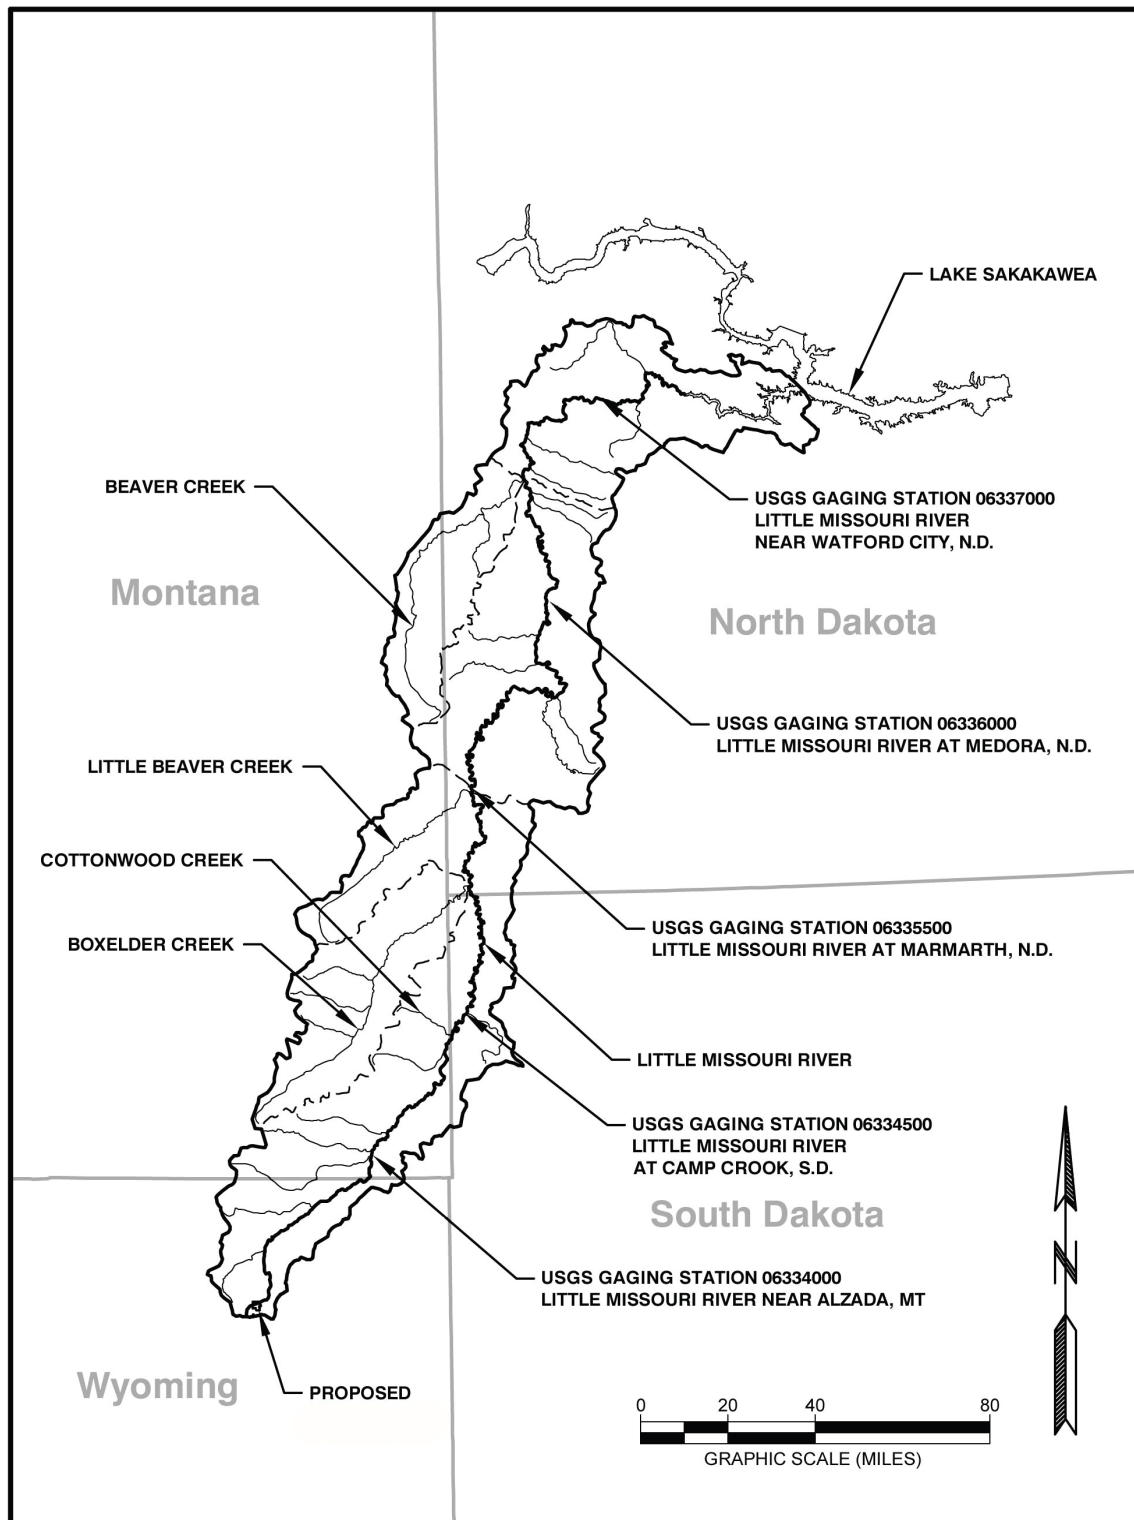 LAKE SAKAKAWEA
BEAVER CREEK
USGS GAGING STATION 06337000
LITTLE MISSOURI RIVER
NEAR WATFORD CITY, N.D.
Montana
North Dakota
USGS GAGING STATION 06336000
LITTLE MISSOURI RIVER AT MEDORA, N.D.
LITTLE BEAVER CREEK
COTTONWOOD CREEK
BOXELDER CREEK
USGS GAGING STATION 06335500
LITTLE MISSOURI RIVER AT MARMARTH, N.D.
LITTLE MISSOURI RIVER
USGS GAGING STATION 06334500
LITTLE MISSOURI RIVER
AT CAMP CROOK, S.D.
South Dakota
USGS GAGING STATION 06334000
LITTLE MISSOURI RIVER NEAR ALZADA, MT
Wyoming
PROPOSED
0 20 40 80
GRAPHIC SCALE (MILES)
N